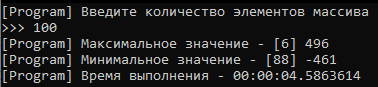 [Program] Введите количество элементов массива
>>> 100
[Program] Максимальное значение - [6] 496
[Program] Минимальное значение - [88] -461
[Program] Время выполнения - 00:00:04.5863614